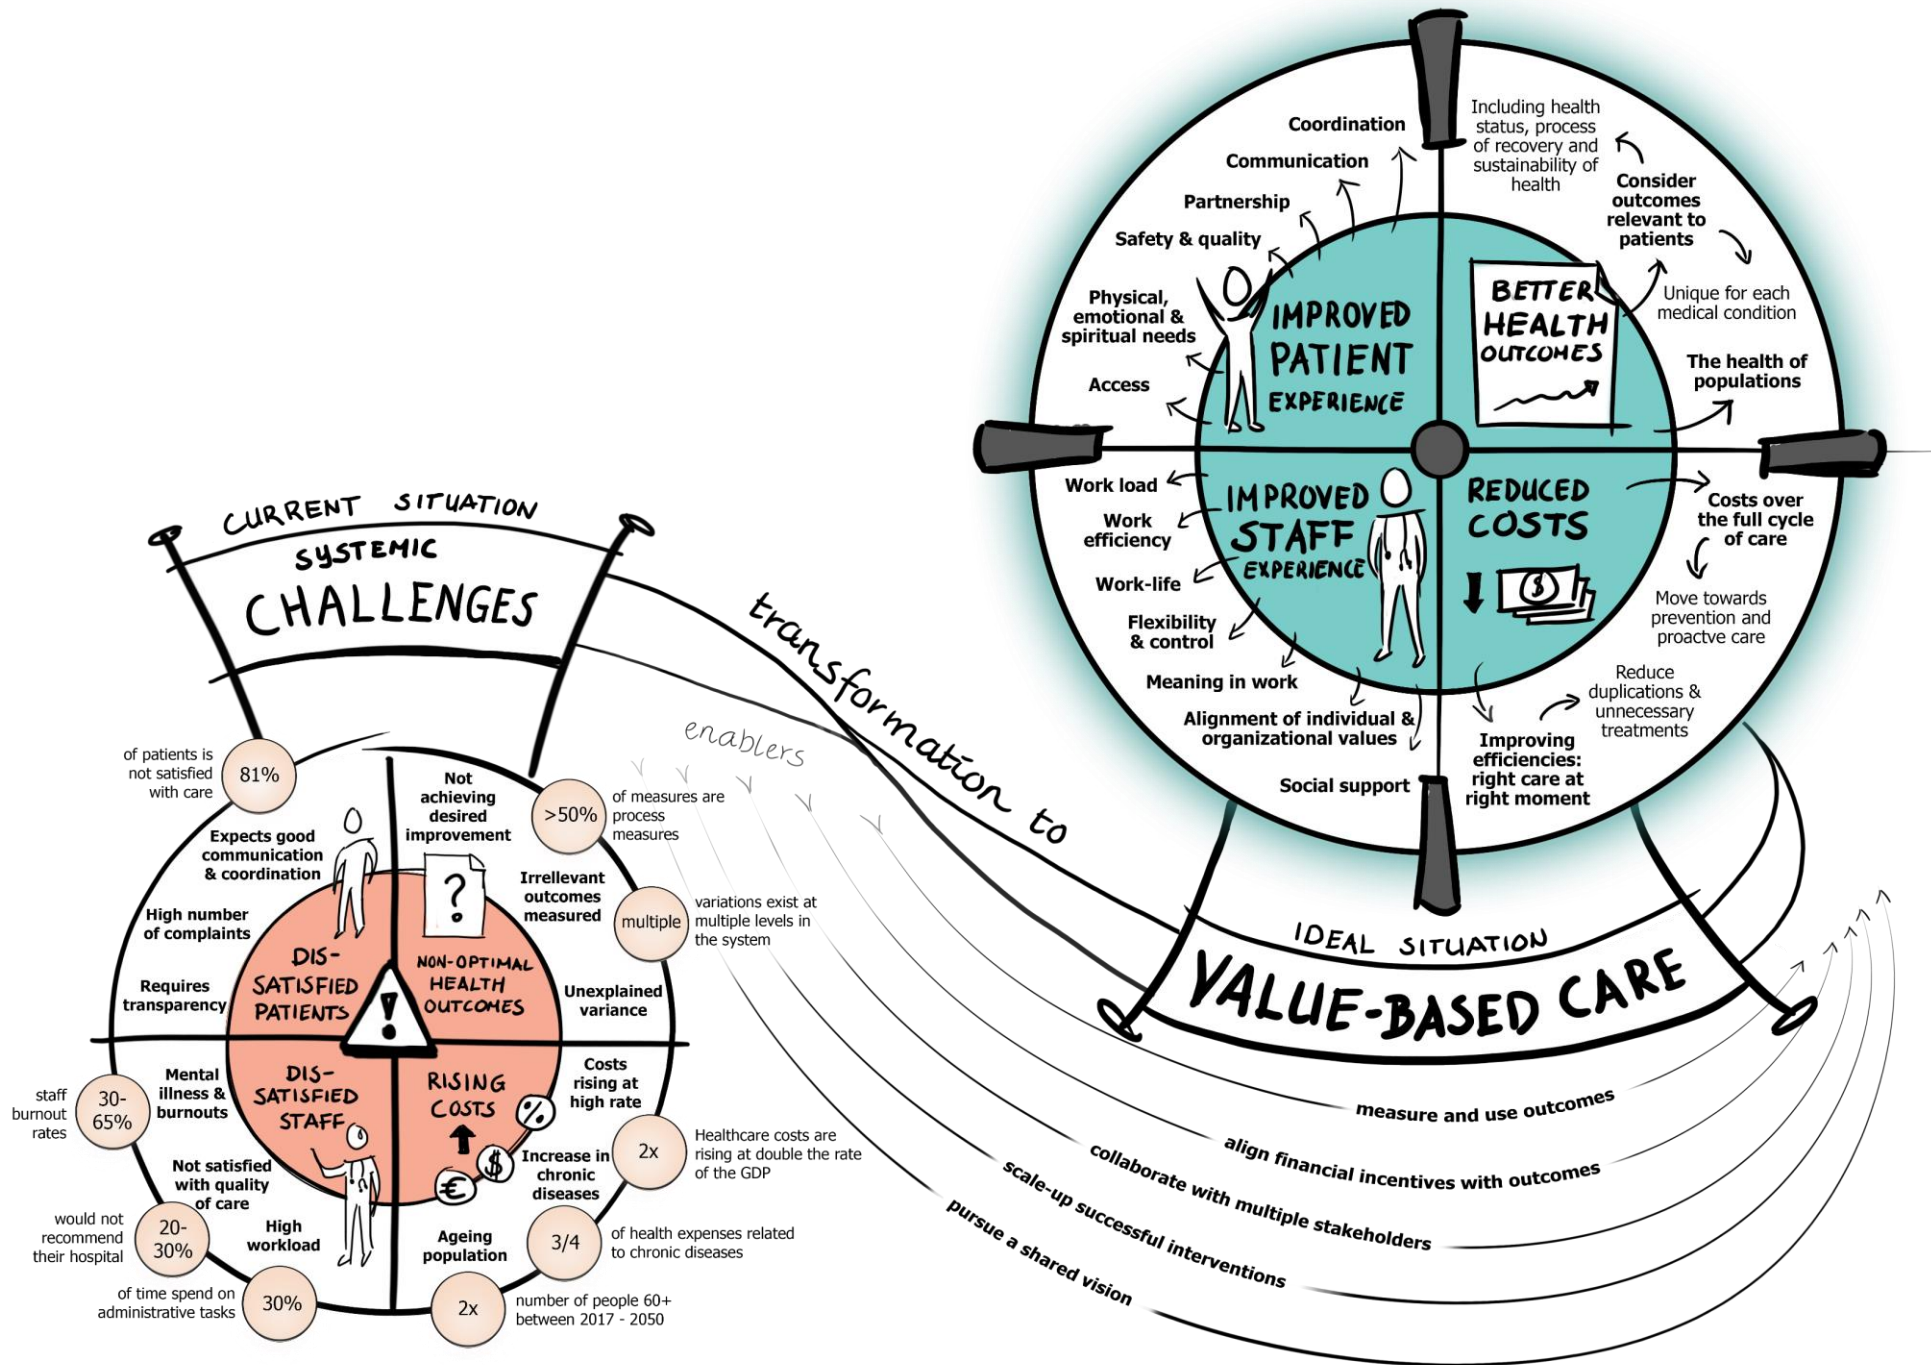 CURRENT SITUATION
SYSTEMIC
CHALLENGES
81%
of patients is
not satisfied
with care
Expects good
communication
& coordination
High number
of complaints
Requires
transparency
DIS-
SATISFIED
PATIENTS
Not
achieving
desired
improvement
>50%
of measures are
process
measures
Irrellevant
outcomes
measured
multiple
variations exist at
multiple levels in
the system
Unexplained
variance
?
NON-OPTIMAL
HEALTH
OUTCOMES
!
DIS-
SATISFIED
STAFF
Mental
illness &
burnouts
staff
burnout
rates
30-
65%
Not satisfied
with quality
of care
would not
recommend
their hospital
20-
30%
High
workload
of time spend on
administrative tasks
30%
RISING
COSTS
%
$
€
Costs
rising at
high rate
2x
Healthcare costs are
rising at double the rate
of the GDP
Increase in
chronic
diseases
3/4
of health expenses related
to chronic diseases
Ageing
population
2x
number of people 60+
between 2017 - 2050
transformation to
enablers
measure and use outcomes
align financial incentives with outcomes
collaborate with multiple stakeholders
scale-up successful interventions
pursue a shared vision
IDEAL SITUATION
VALUE-BASED CARE
IMPROVED
PATIENT
EXPERIENCE
Coordination
Communication
Partnership
Safety & quality
Physical,
emotional &
spiritual needs
Access
BETTER
HEALTH
OUTCOMES
Including health
status, process
of recovery and
sustainability of
health
Consider
outcomes
relevant to
patients
Unique for each
medical condition
The health of
populations
IMPROVED
STAFF
EXPERIENCE
Work load
Work
efficiency
Work-life
Flexibility
& control
Meaning in work
Alignment of individual &
organizational values
Social support
REDUCED
COSTS
$
Costs over
the full cycle
of care
Move towards
prevention and
proactve care
Reduce
duplications &
unnecessary
treatments
Improving
efficiencies:
right care at
right moment